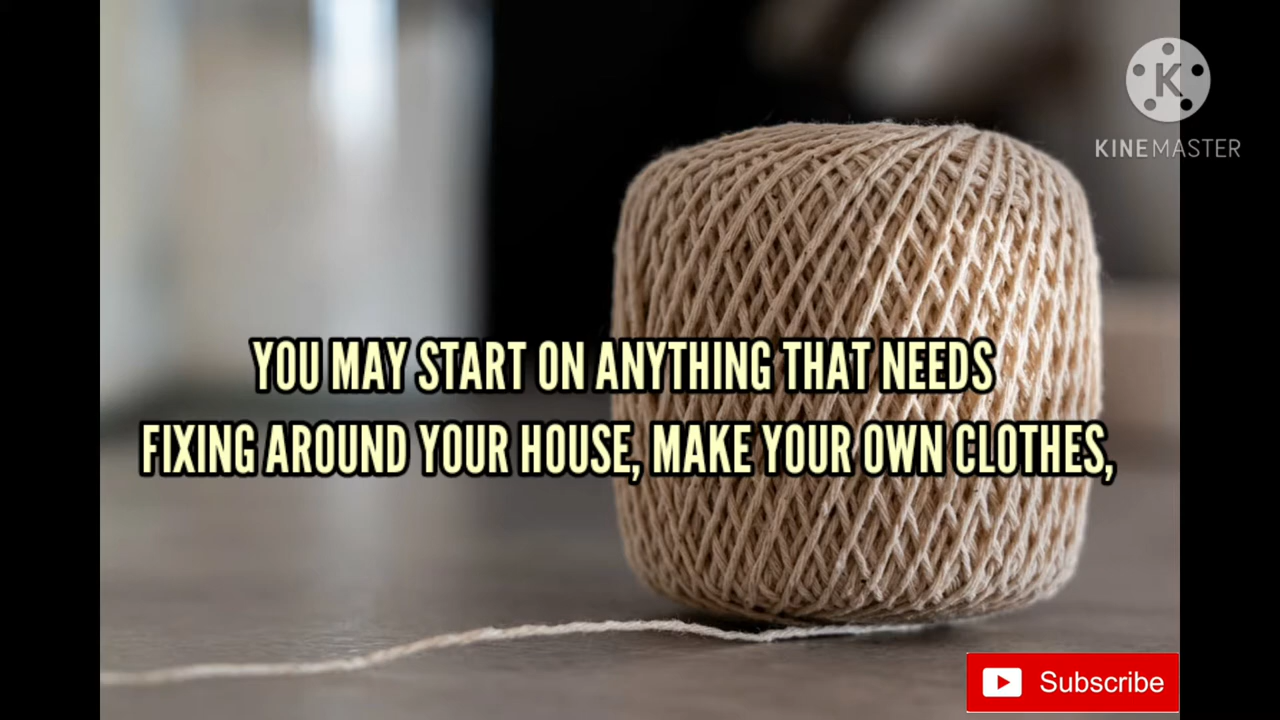 K
KINEMASTER
YOU MAY START ON ANYTHING THAT NEEDS
FIXING AROUND YOUR HOUSE, MAKE YOUR OWN CLOTHES,
Subscribe